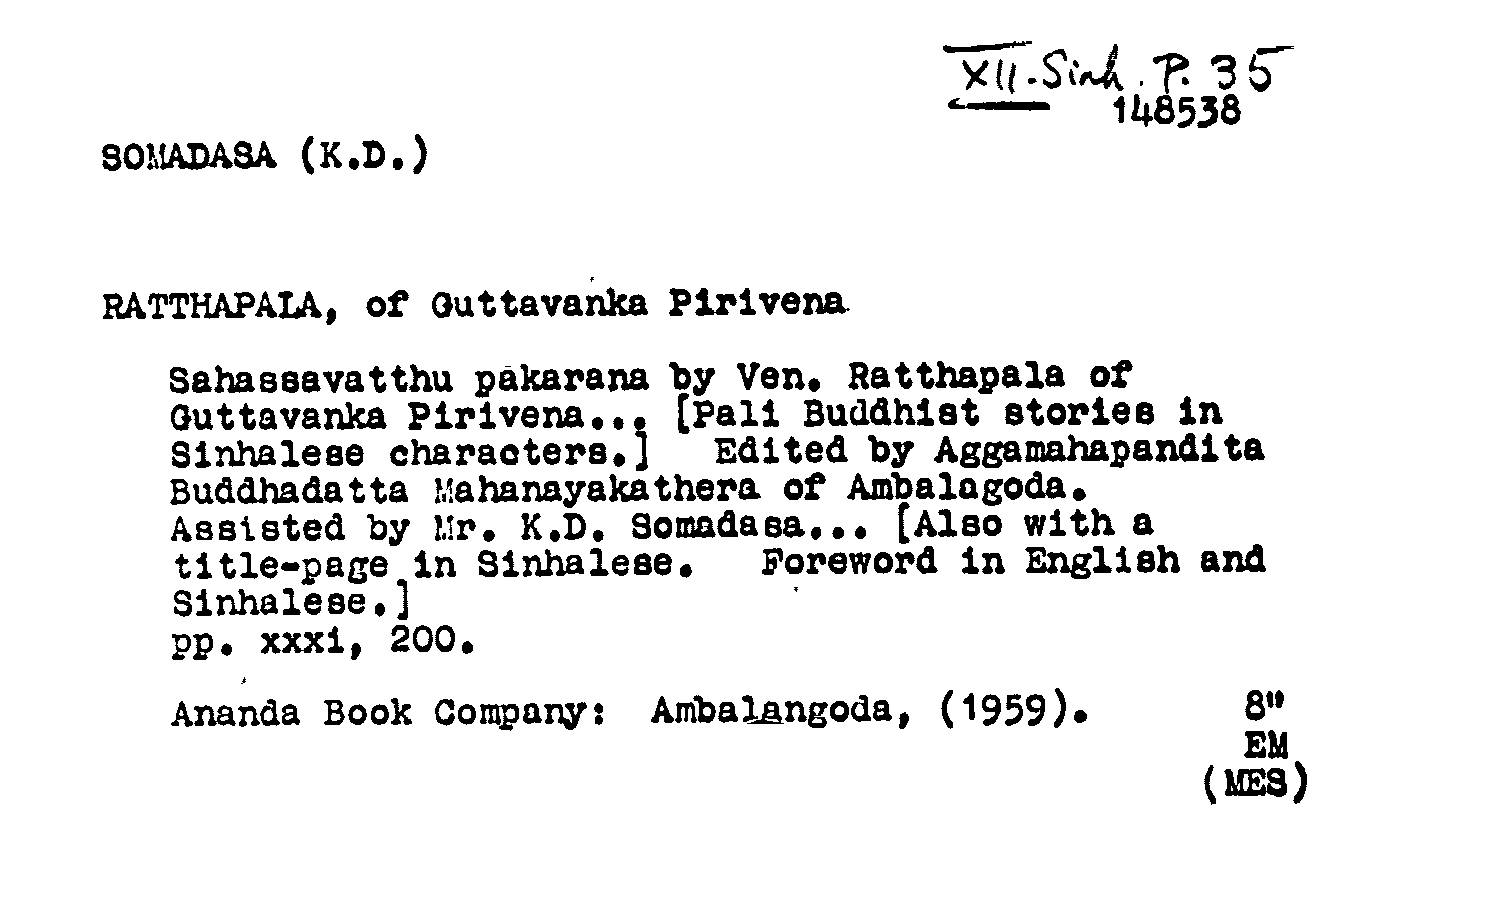 XII.Sinh.P.35
148538
SOMADASA (K.D.)
RATTHAPALA, of Guttavanka Pirivena
Sahassavatthu pākarana by Ven. Ratthapala of
Guttavanka Pirivena... [Pali Buddhist stories in
Sinhalese characters.] Edited by Aggamahapandita
Buddhadatta Mahanayakathera of Ambalagoda.
Assisted by Mr. K.D. Somadasa... [Also with a
title-page in Sinhalese. Foreword in English and
Sinhalese.]
pp. xxxi, 200.
Ananda Book Company: Ambalangoda, (1959). 8"
EM
(MES)